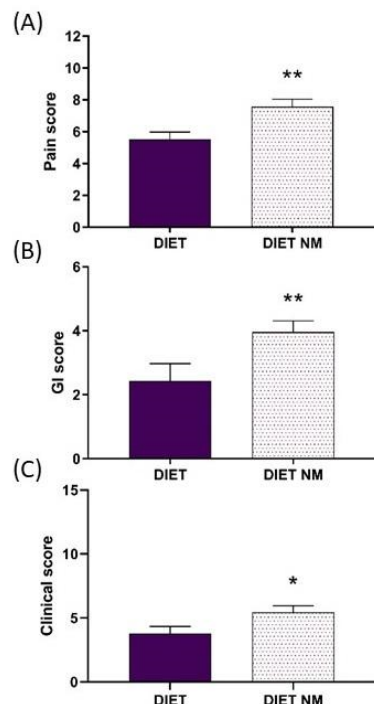 (A)
12
10
8
6
4
2
0
Pain score
**
DIET
DIET NM
(B)
6
4
2
0
GI score
**
DIET
DIET NM
(C)
15
10
5
0
Clinical score
*
DIET
DIET NM